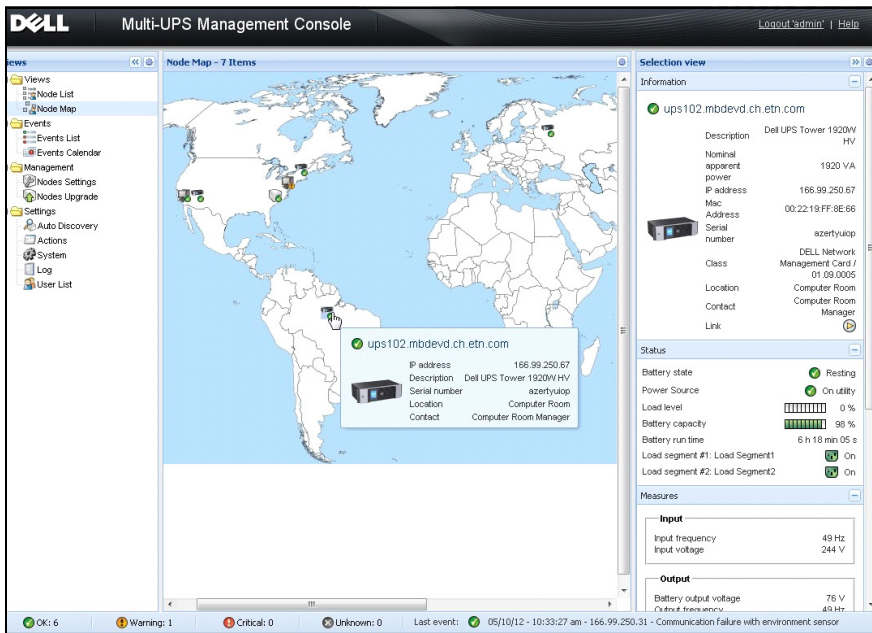 DELL
Multi-UPS Management Console
Logout 'admin' | Help
iews
Views
Node List
Node Map
Events
Events List
Events Calendar
Management
Nodes Settings
Nodes Upgrade
Settings
Auto Discovery
Actions
System
Log
User List
Node Map - 7 Items
ups102.mbdevd.ch.etn.com
IP address 166.99.250.67
Description Dell UPS Tower 1920W HV
Serial number azertyuiop
Location Computer Room
Contact Computer Room Manager
Selection view
Information
ups102.mbdevd.ch.etn.com
Description Dell UPS Tower 1920W
HV
Nominal
apparent 1920 VA
power
IP address 166.99.250.67
Mac
Address 00:22:19:FF:8E:66
Serial
number azertyuiop
DELL Network
Class Management Card /
01.09.0005
Location Computer Room
Contact Computer Room
Manager
Link
Status
Battery state Resting
Power Source On utility
Load level 0 %
Battery capacity 98 %
Battery run time 6 h 18 min 05 s
Load segment #1: Load Segment1 On
Load segment #2: Load Segment2 On
Measures
Input
Input frequency 49 Hz
Input voltage 244 V
Output
Battery output voltage 76 V
Output frequency 49 Hz
OK: 6
Warning: 1
Critical: 0
Unknown: 0
Last event: 05/10/12 - 10:33:27 am - 166.99.250.31 - Communication failure with environment sensor